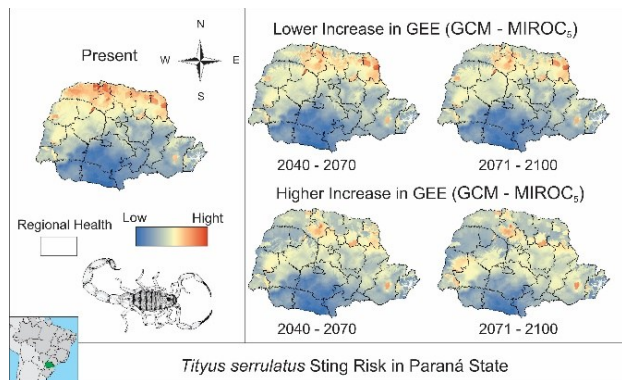 Present
N
W E
S
Regional Health
Low Hight
Lower Increase in GEE (GCM - MIROC₅)
2040 - 2070 2071 - 2100
Higher Increase in GEE (GCM - MIROC₅)
2040 - 2070 2071 - 2100
Tityus serrulatus Sting Risk in Paraná State